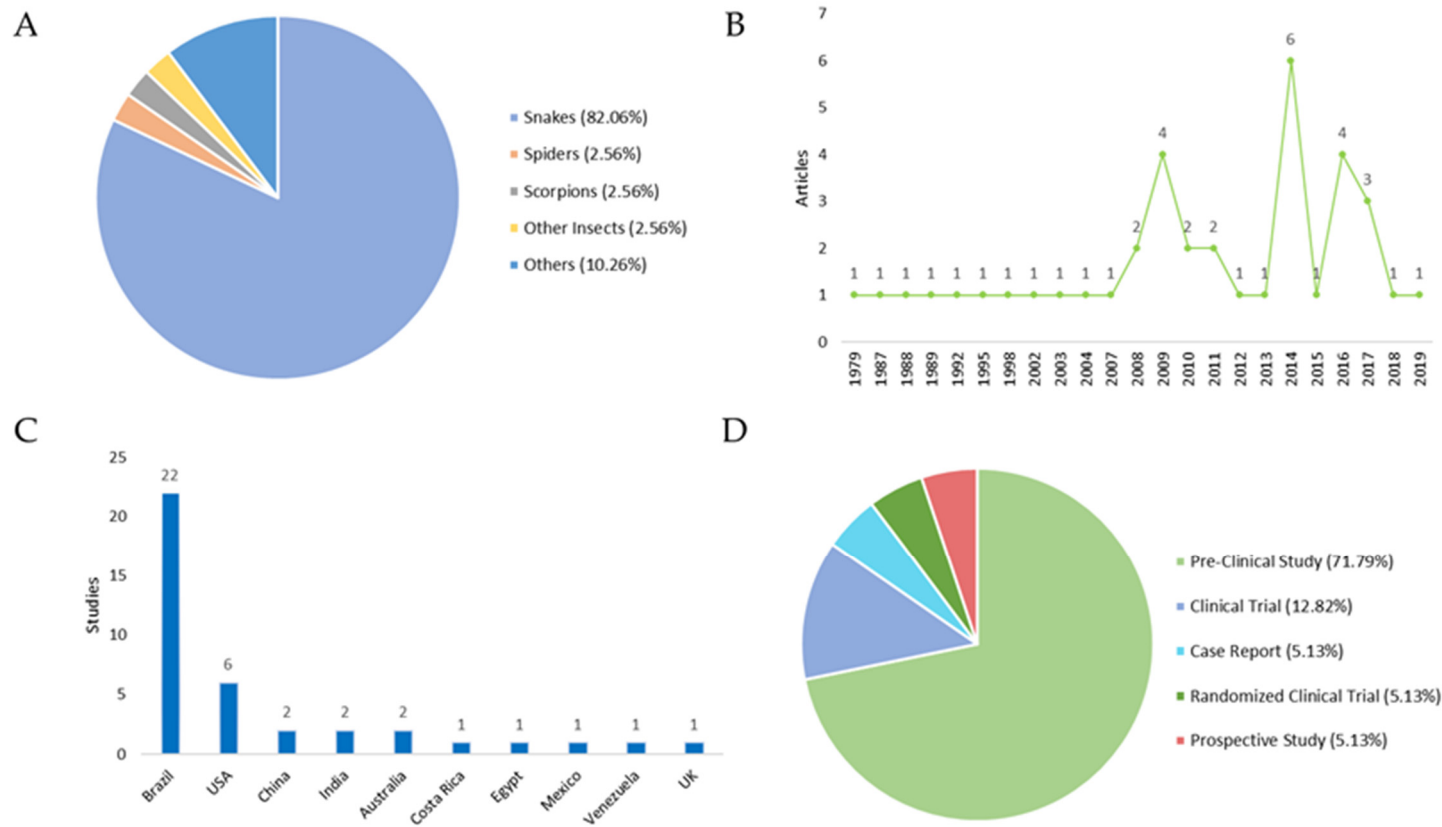 A
Snakes (82.06%)
Spiders (2.56%)
Scorpions (2.56%)
Other Insects (2.56%)
Others (10.26%)
B
Articles
7
6
5
4
3
2
1
0
1 1 1 1 1 1 1 1 1 1 1 2 4 2 2 1 1 6 1 4 3 1 1
1979 1987 1988 1989 1992 1995 1998 2002 2003 2004 2007 2008 2009 2010 2011 2012 2013 2014 2015 2016 2017 2018 2019
C
Studies
25
20
15
10
5
0
22 6 2 2 2 1 1 1 1 1
Brazil USA China India Australia Costa Rica Egypt Mexico Venezuela UK
D
Pre-Clinical Study (71.79%)
Clinical Trial (12.82%)
Case Report (5.13%)
Randomized Clinical Trial (5.13%)
Prospective Study (5.13%)